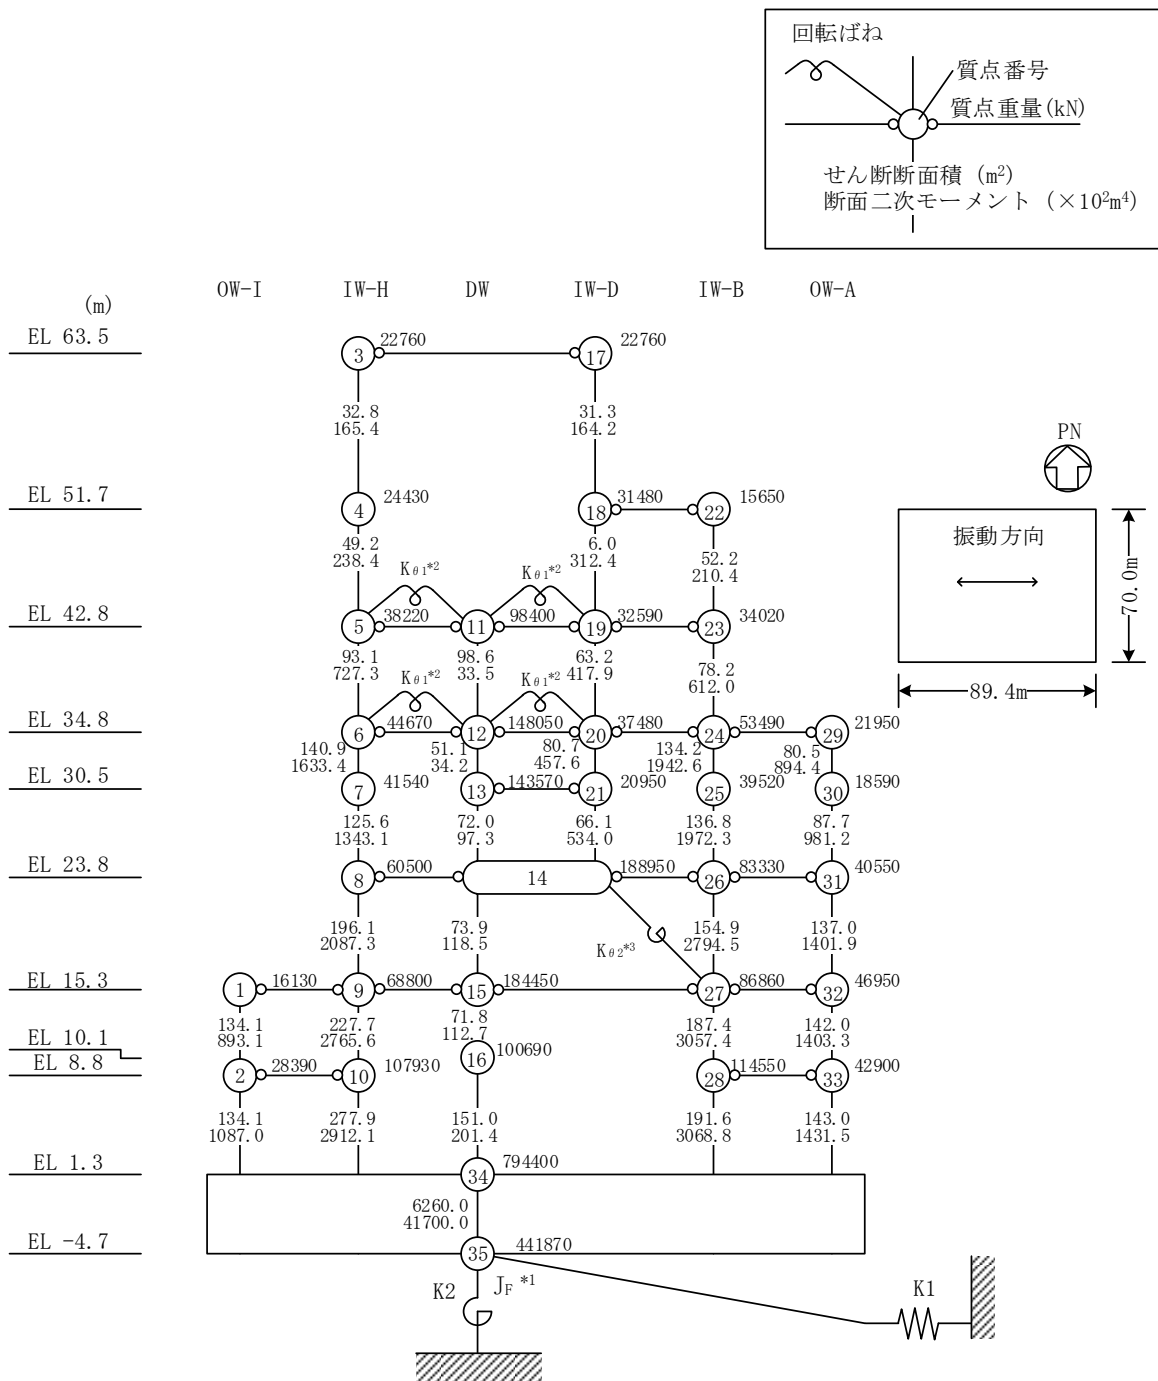 回転ばね
質点番号
質点重量(kN)
せん断断面積 (m²)
断面二次モーメント (×10²m⁴)
OW-I IW-H DW IW-D IW-B OW-A
(m)
EL 63.5
3 22760 17 22760
32.8 31.3
165.4 164.2
PN
EL 51.7
4 24430 18 31480 22 15650
振動方向
49.2 6.0 52.2
238.4 312.4 210.4
Kθ1*2 Kθ1*2
70.0m
EL 42.8
5 38220 11 98400 19 32590 23 34020
93.1 98.6 63.2 78.2
727.3 33.5 417.9 612.0
Kθ1*2 Kθ1*2
89.4m
EL 34.8
6 44670 12 148050 20 37480 24 53490 29 21950
140.9 51.1 80.7 134.2 80.5
1633.4 34.2 457.6 1942.6 894.4
EL 30.5
7 41540 13 143570 21 20950 25 39520 30 18590
125.6 72.0 66.1 136.8 87.7
1343.1 97.3 534.0 1972.3 981.2
EL 23.8
8 60500 14 188950 26 83330 31 40550
196.1 73.9 154.9 137.0
2087.3 118.5 2794.5 1401.9
Kθ2*3
EL 15.3
1 16130 9 68800 15 184450 27 86860 32 46950
134.1 227.7 71.8 187.4 142.0
893.1 2765.6 112.7 3057.4 1403.3
EL 10.1
16 100690
EL 8.8
2 28390 10 107930 28 114550 33 42900
134.1 277.9 151.0 191.6 143.0
1087.0 2912.1 201.4 3068.8 1431.5
EL 1.3
34 794400
6260.0
41700.0
EL -4.7
35 441870
K2 JF *1 K1